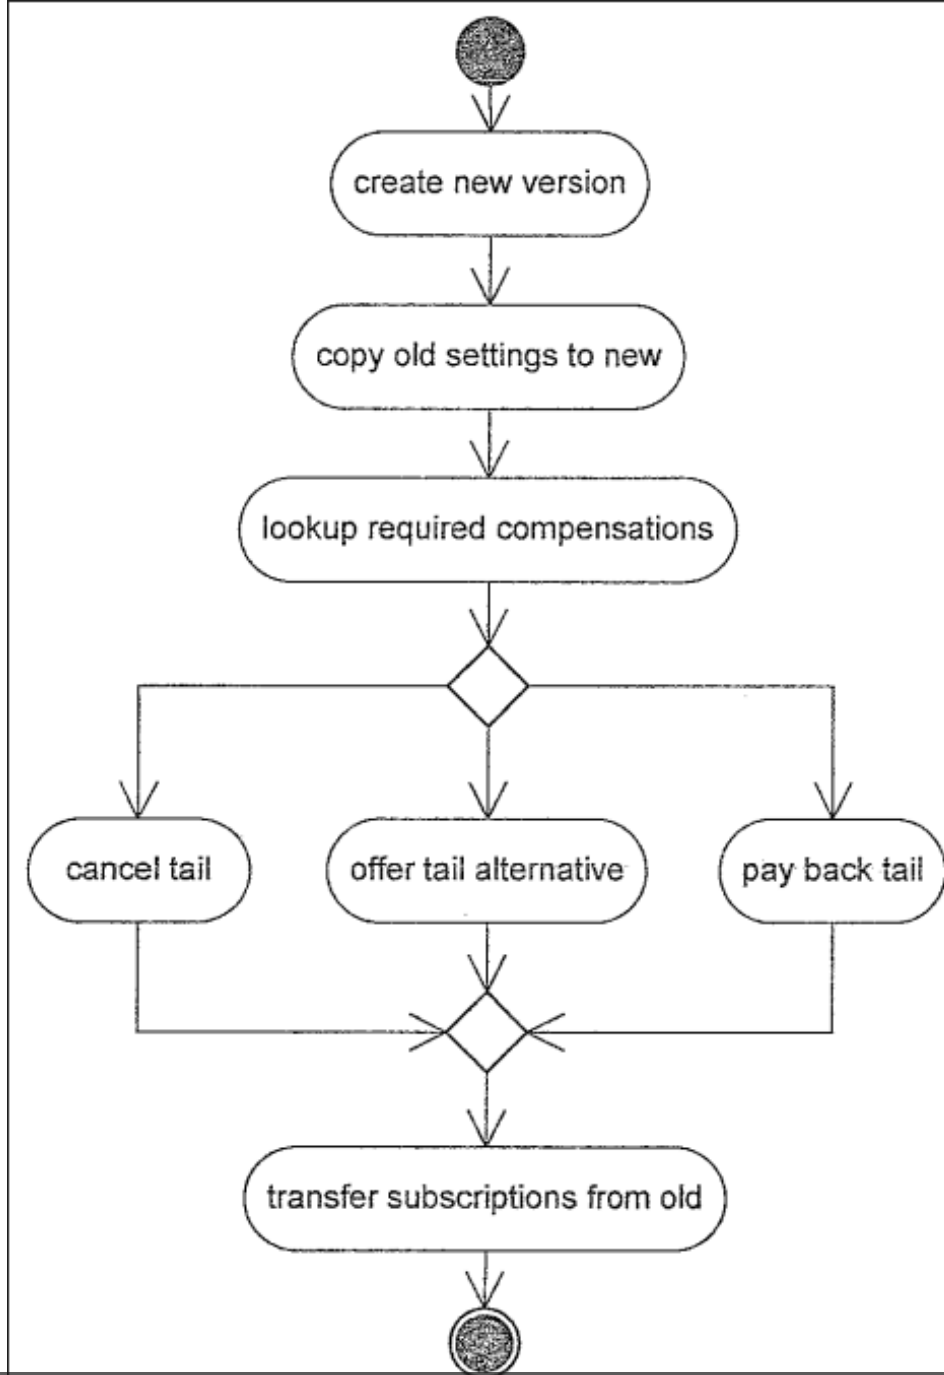 create new version
copy old settings to new
lookup required compensations
cancel tail
offer tail alternative
pay back tail
transfer subscriptions from old